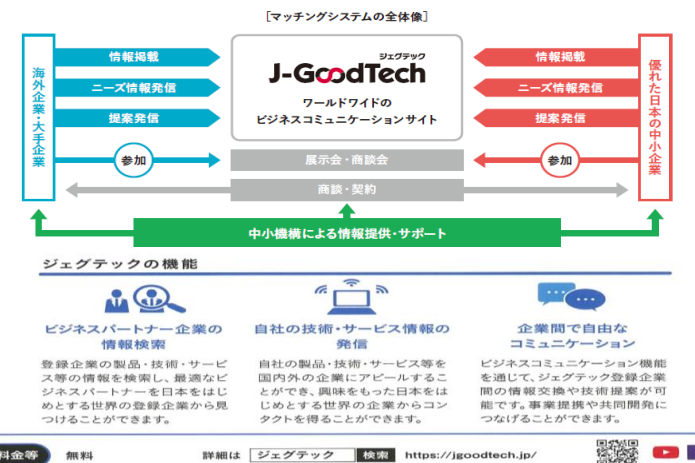 ［マッチングシステムの全体像］
海外企業・大手企業
情報掲載
ニーズ情報発信
提案発信
参加
ジェグテック
J-GoodTech
ワールドワイドの
ビジネスコミュニケーションサイト
展示会・商談会
商談・契約
情報掲載
ニーズ情報発信
提案発信
参加
優れた日本の中小企業
中小機構による情報提供・サポート
ジェグテックの機能
ビジネスパートナー企業の
情報検索
登録企業の製品・技術・サービ
ス等の情報を検索し、最適なビ
ジネスパートナーを日本をはじ
めとする世界の登録企業から見
つけることができます。
自社の技術・サービス情報の
発信
自社の製品・技術・サービス等を
国内外の企業にアピールするこ
とができ、興味をもった日本をは
じめとする世界の企業からコン
タクトを得ることができます。
企業間で自由な
コミュニケーション
ビジネスコミュニケーション機能
を通じて、ジェグテック登録企業
間の情報交換や技術提案が可
能です。事業提携や共同開発に
つなげることができます。
料金等 無料 詳細は ジェグテック 検索 https://jgoodtech.jp/